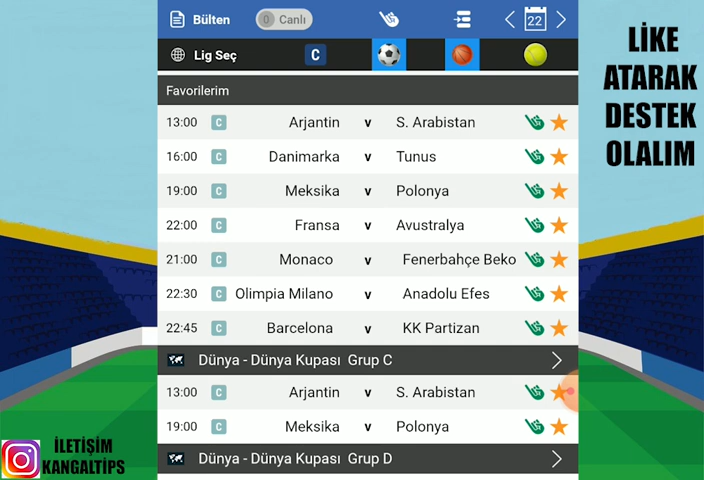 Bülten
0 Canlı
22
Lig Seç
C
LİKE
ATARAK
DESTEK
OLALIM
Favorilerim
13:00 C Arjantin v S. Arabistan
16:00 C Danimarka v Tunus
19:00 C Meksika v Polonya
22:00 C Fransa v Avustralya
21:00 C Monaco v Fenerbahçe Beko
22:30 C Olimpia Milano v Anadolu Efes
22:45 C Barcelona v KK Partizan
Dünya - Dünya Kupası Grup C
13:00 C Arjantin v S. Arabistan
19:00 C Meksika v Polonya
Dünya - Dünya Kupası Grup D
İLETİŞİM
KANGALTİPS